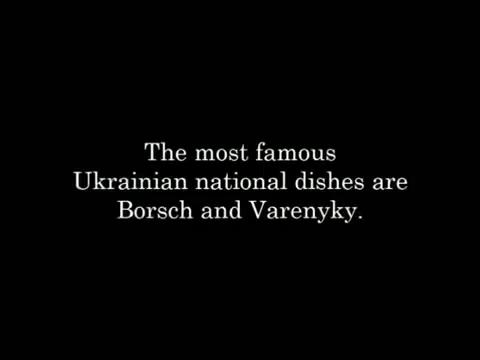 The most famous
Ukrainian national dishes are
Borsch and Varenyky.